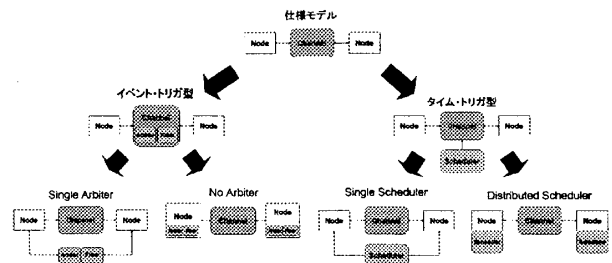 仕様モデル
Node Channel Node
イベント・トリガ型
タイム・トリガ型
Node Channel Node
Node Channel Node
Scheduler
Single Arbiter
No Arbiter
Single Scheduter
Distributed Scheduler
Node Channel Node
Node Channel Node
Node Channel Node
Scheduler
Node Channel Node